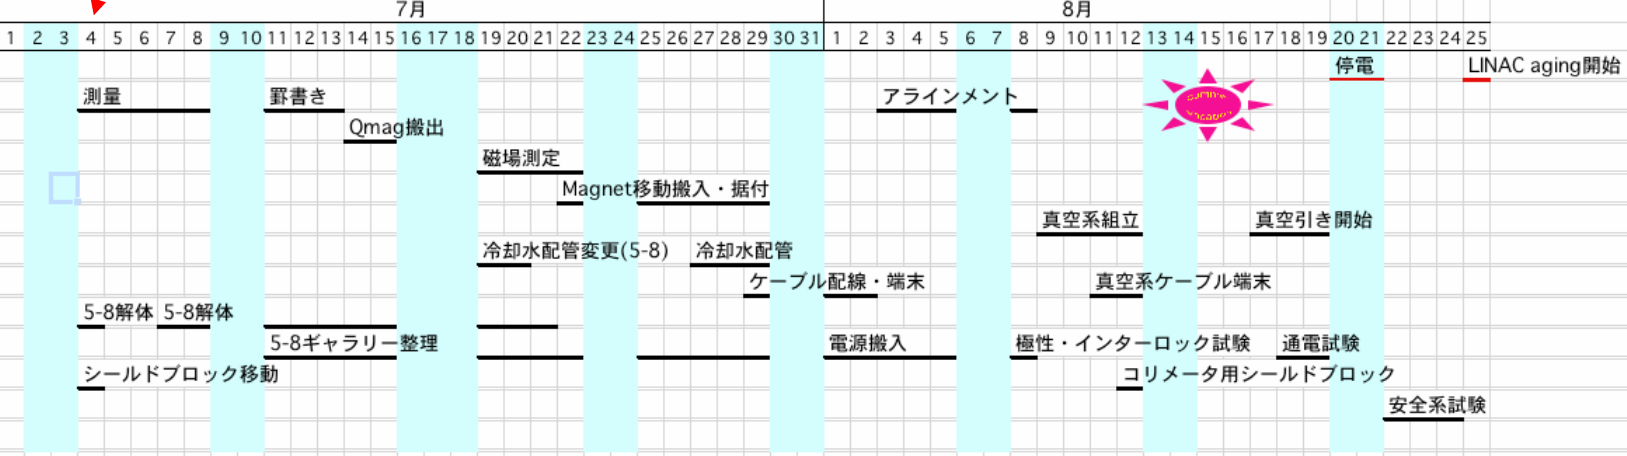 7月 8月
1 2 3 4 5 6 7 8 9 10 11 12 13 14 15 16 17 18 19 20 21 22 23 24 25 26 27 28 29 30 31 1 2 3 4 5 6 7 8 9 10 11 12 13 14 15 16 17 18 19 20 21 22 23 24 25
停電 LINAC aging開始
測量 罫書き アラインメント
Qmag搬出
磁場測定
Magnet移動搬入・据付
真空系組立 真空引き開始
冷却水配管変更(5-8) 冷却水配管
ケーブル配線・端末 真空系ケーブル端末
5-8解体 5-8解体
5-8ギャラリー整理 電源搬入 極性・インターロック試験 通電試験
シールドブロック移動 コリメータ用シールドブロック
安全系試験